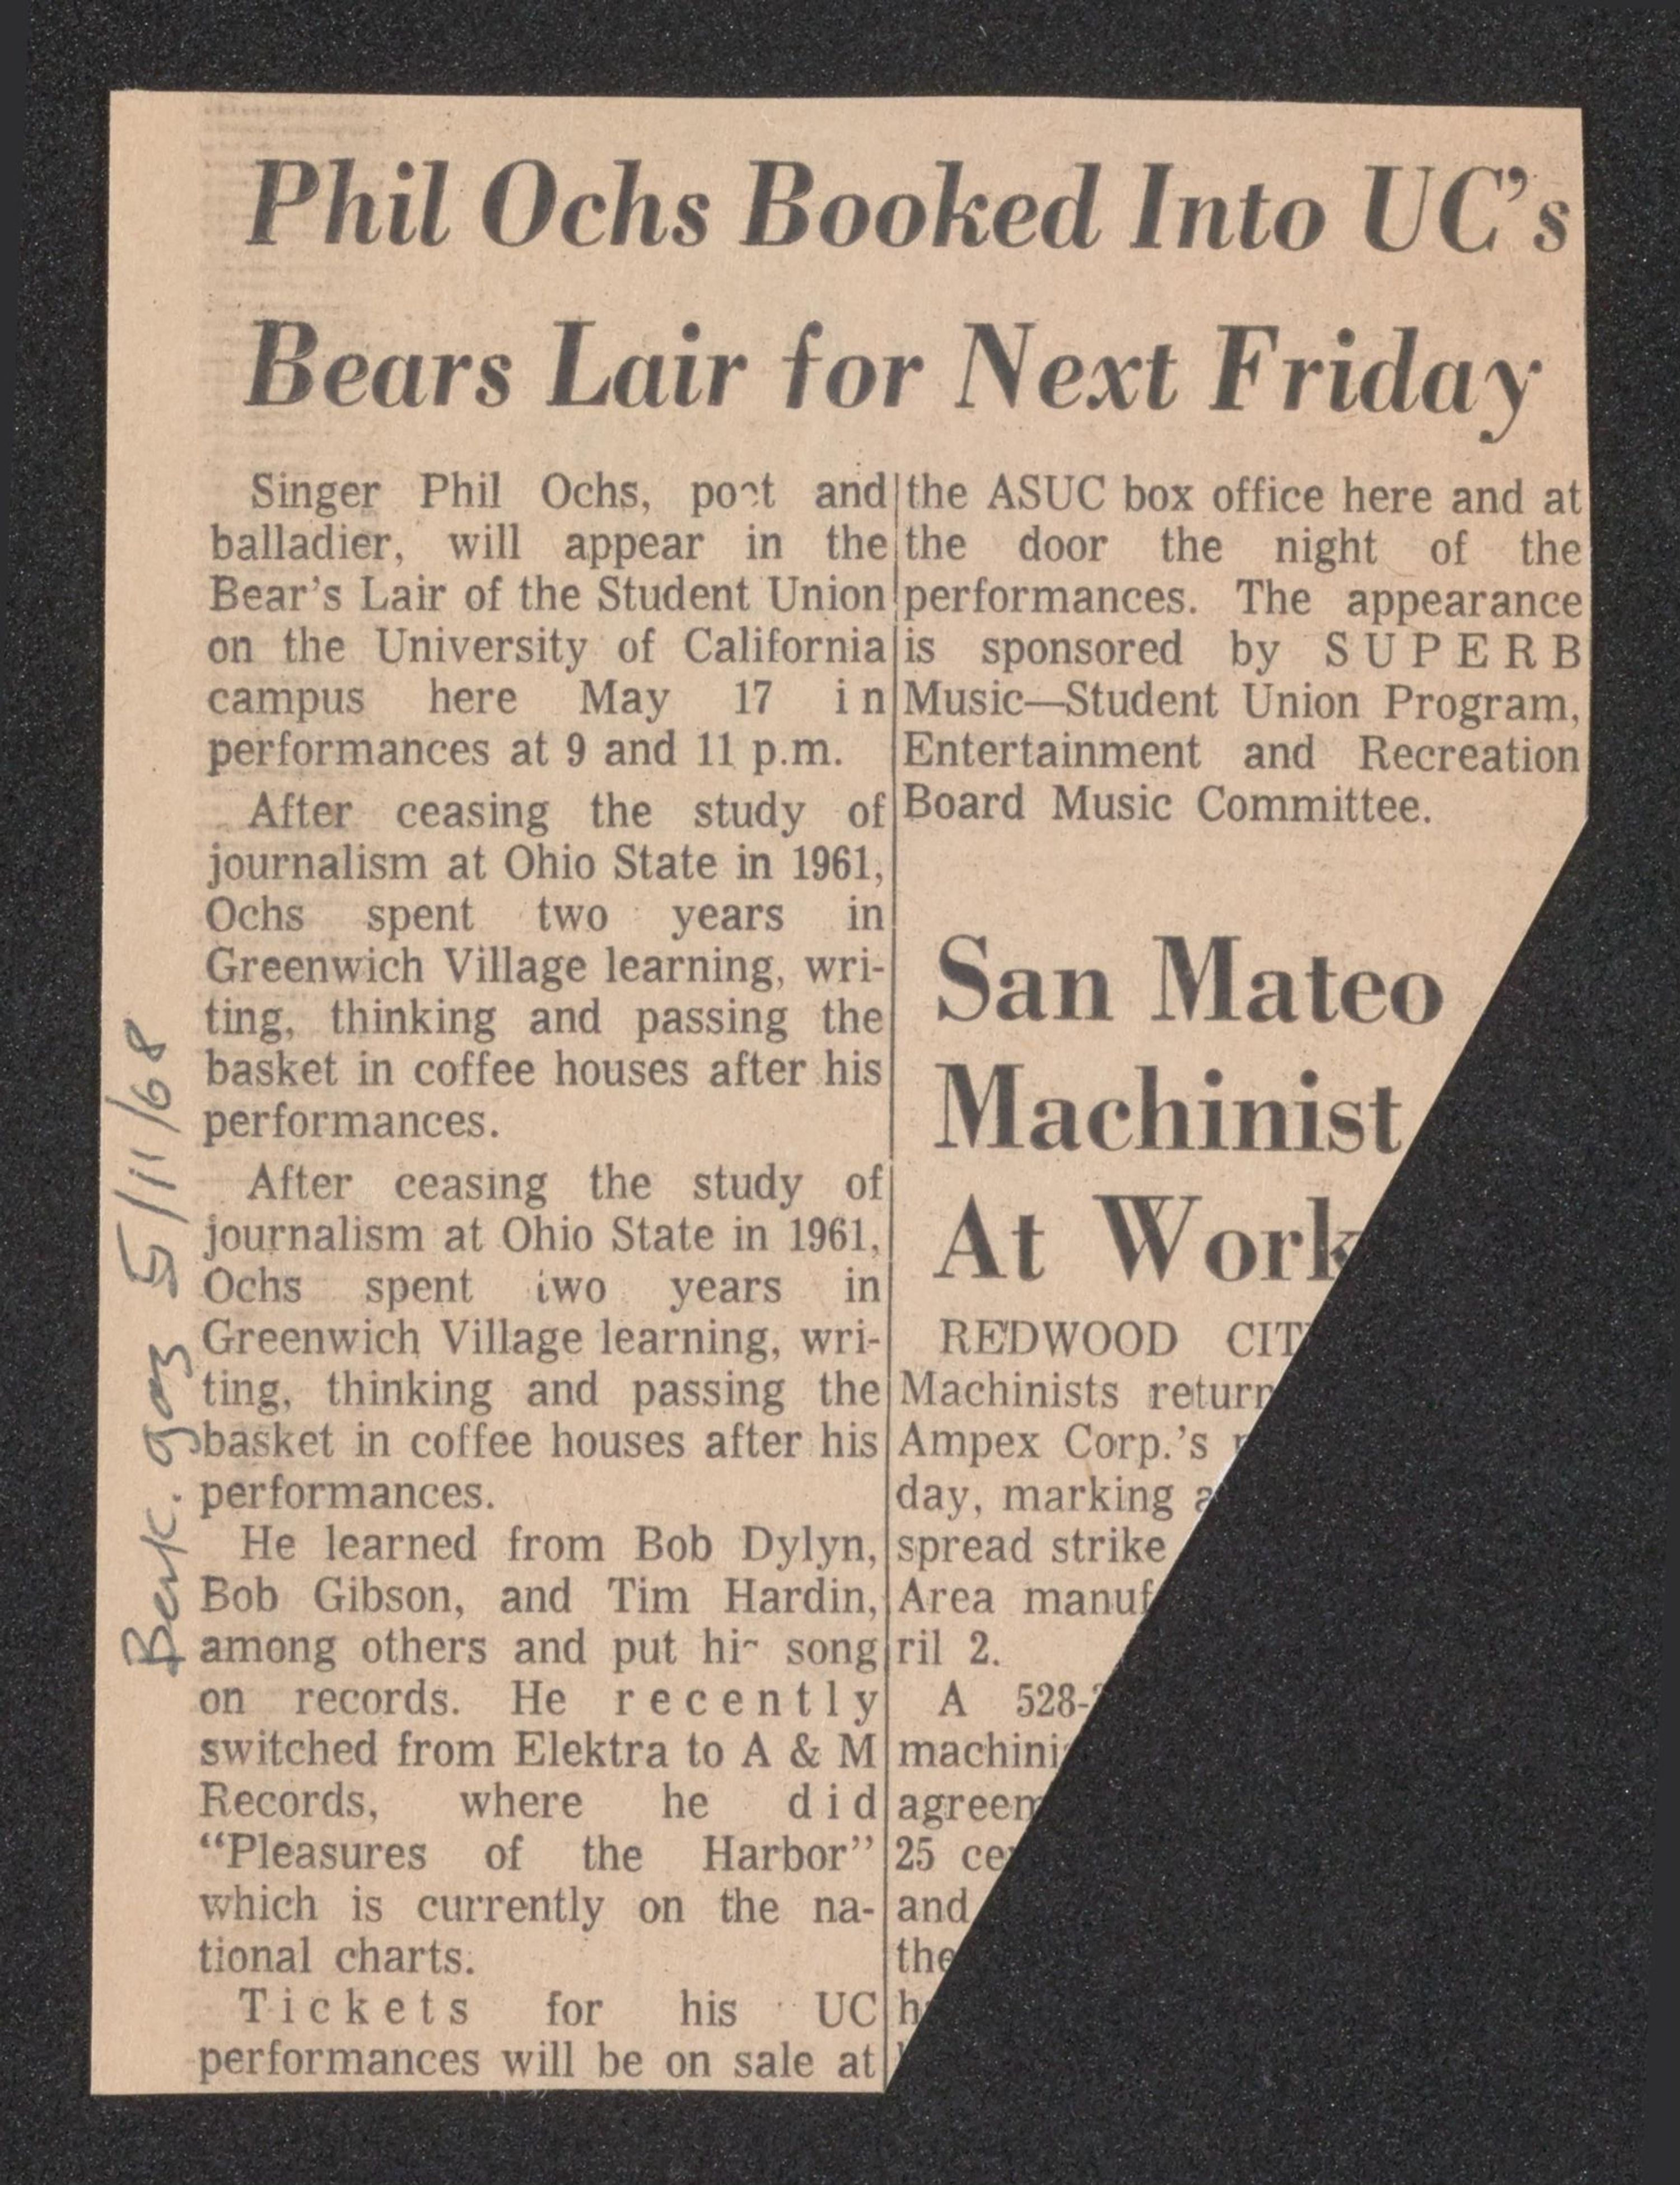 Phil Ochs Booked Into UC's
Bears Lair for Next Friday
Singer Phil Ochs, poet and
balladier, will appear in the
Bear's Lair of the Student Union
on the University of California
campus here May 17 in
performances at 9 and 11 p.m.
After ceasing the study of
journalism at Ohio State in 1961,
Ochs spent two years in
Greenwich Village learning, wri-
ting, thinking and passing the
basket in coffee houses after his
performances.
After ceasing the study of
journalism at Ohio State in 1961,
Ochs spent two years in
Greenwich Village learning, wri-
ting, thinking and passing the
basket in coffee houses after his
performances.
He learned from Bob Dylyn,
Bob Gibson, and Tim Hardin,
among others and put his song
on records. He recently
switched from Elektra to A & M
Records, where he did
"Pleasures of the Harbor"
which is currently on the na-
tional charts.
Tickets for his UC
performances will be on sale at
the ASUC box office here and at
the door the night of the
performances. The appearance
is sponsored by SUPERB
Music—Student Union Program,
Entertainment and Recreation
Board Music Committee.
San Mateo
Machinist
At Work
REDWOOD
Machinists
Ampex Corp.'s
day, marking
spread strike
Area
ril 2.
A
25
and
the
Berk. gaz 5/11/68